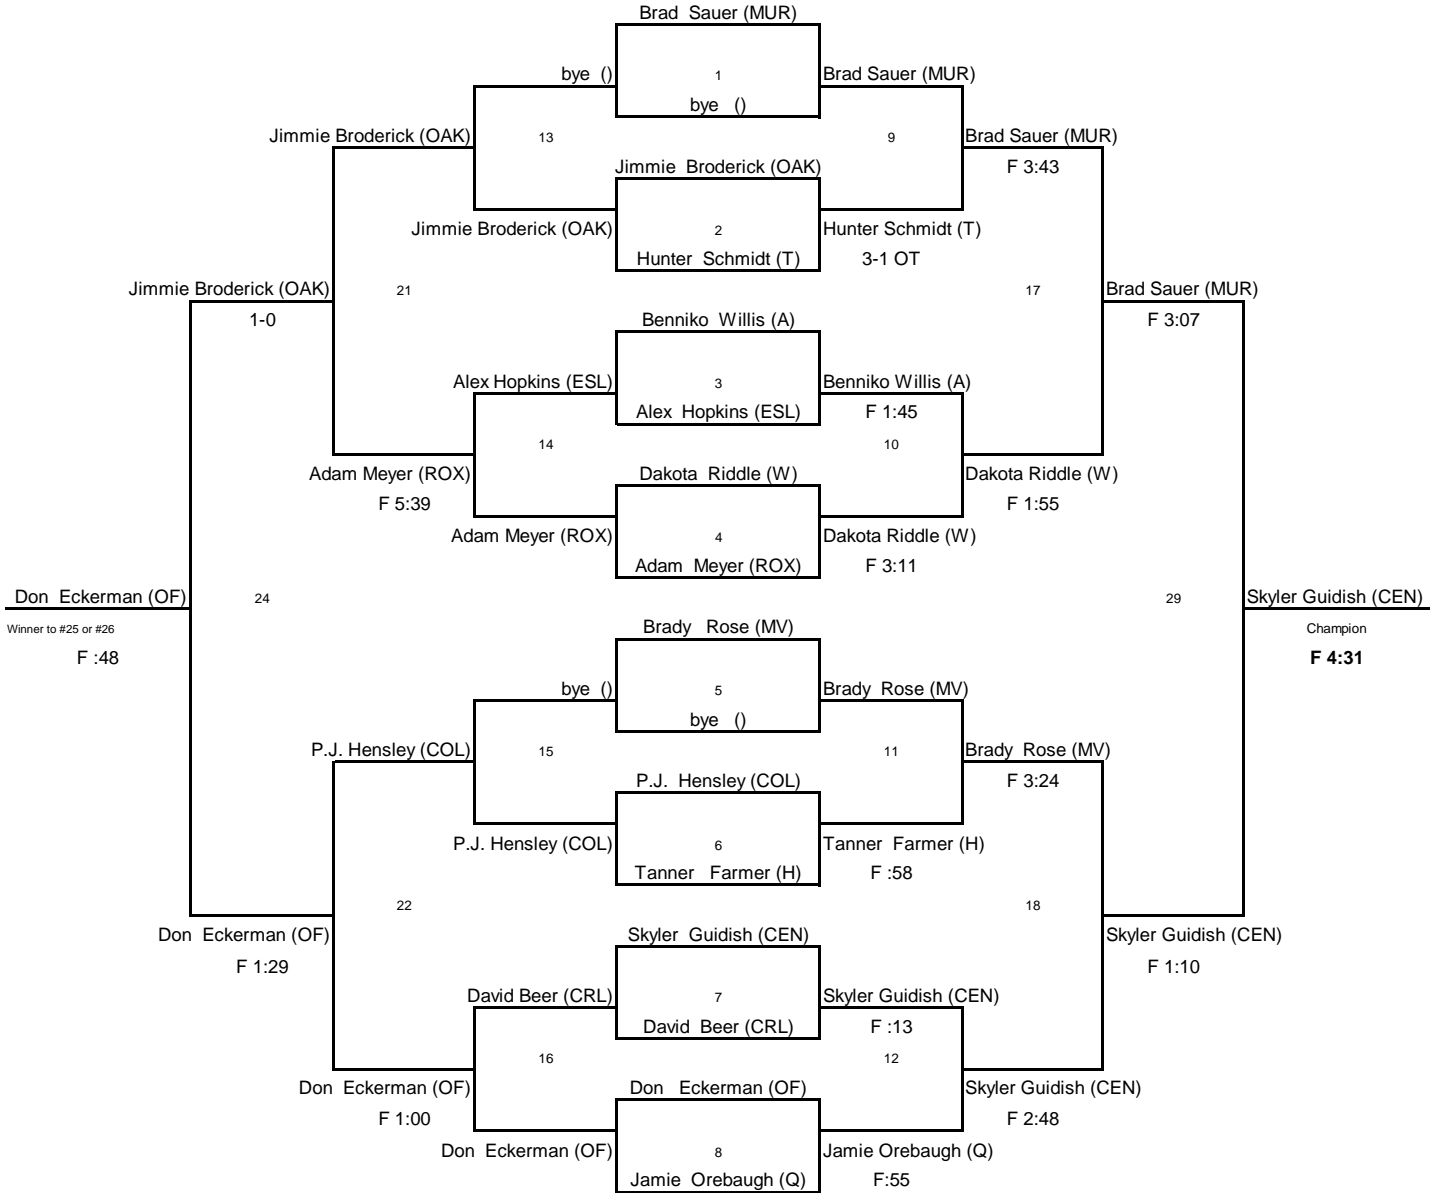 Brad Sauer (MUR)
bye ()
1
Brad Sauer (MUR)
bye ()
Jimmie Broderick (OAK)
13
9
Brad Sauer (MUR)
Jimmie Broderick (OAK)
F 3:43
Jimmie Broderick (OAK)
2
Hunter Schmidt (T)
Hunter Schmidt (T)
3-1 OT
Jimmie Broderick (OAK)
21
17
Brad Sauer (MUR)
1-0
Benniko Willis (A)
F 3:07
Alex Hopkins (ESL)
3
Benniko Willis (A)
Alex Hopkins (ESL)
F 1:45
14
10
Adam Meyer (ROX)
Dakota Riddle (W)
Dakota Riddle (W)
F 5:39
F 1:55
Adam Meyer (ROX)
4
Dakota Riddle (W)
Adam Meyer (ROX)
F 3:11
Don Eckerman (OF)
24
29
Skyler Guidish (CEN)
Winner to #25 or #26
Brady Rose (MV)
Champion
F :48
F 4:31
bye ()
5
Brady Rose (MV)
bye ()
P.J. Hensley (COL)
15
11
Brady Rose (MV)
P.J. Hensley (COL)
F 3:24
P.J. Hensley (COL)
6
Tanner Farmer (H)
Tanner Farmer (H)
F :58
22
18
Don Eckerman (OF)
Skyler Guidish (CEN)
Skyler Guidish (CEN)
F 1:29
F 1:10
David Beer (CRL)
7
Skyler Guidish (CEN)
David Beer (CRL)
F :13
16
12
Don Eckerman (OF)
Don Eckerman (OF)
Skyler Guidish (CEN)
F 1:00
F 2:48
Don Eckerman (OF)
8
Jamie Orebaugh (Q)
Jamie Orebaugh (Q)
F:55